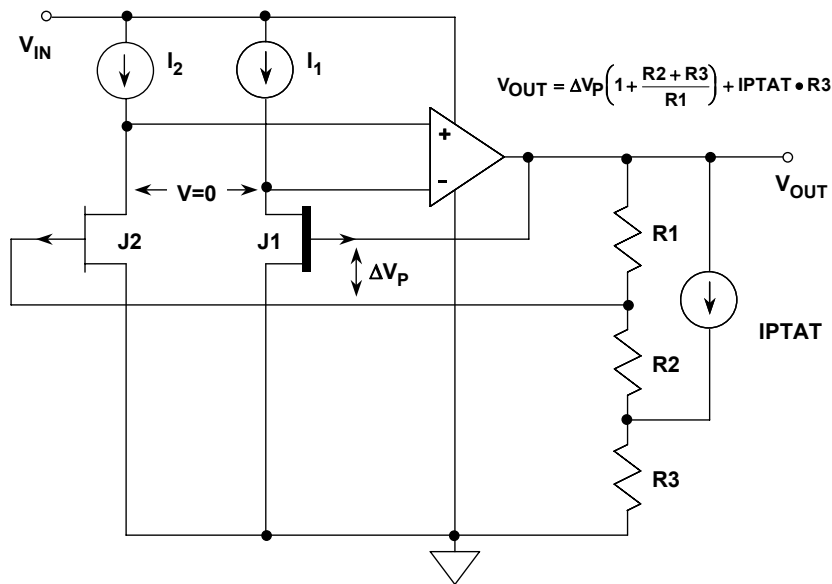 V_IN
I_2
I_1
V_OUT = ΔV_P(1 + (R2 + R3)/R1) + IPTAT • R3
+
-
V=0
V_OUT
J2
J1
R1
ΔV_P
IPTAT
R2
R3